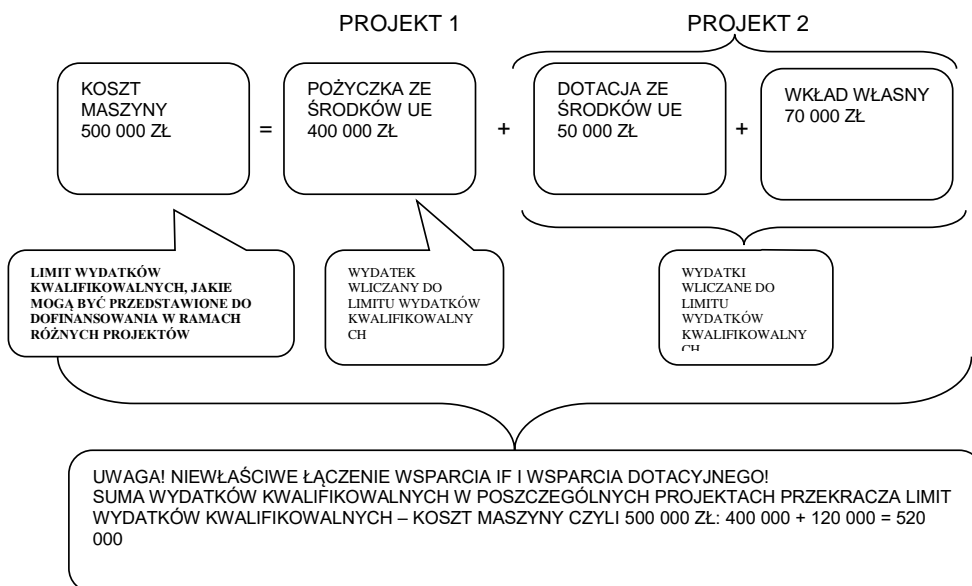 PROJEKT 1
PROJEKT 2
KOSZT
MASZYNY
500 000 ZŁ
=
POŻYCZKA ZE
ŚRODKÓW UE
400 000 ZŁ
+
DOTACJA ZE
ŚRODKÓW UE
50 000 ZŁ
+
WKŁAD WŁASNY
70 000 ZŁ
LIMIT WYDATKÓW
KWALIFIKOWALNYCH, JAKIE
MOGĄ BYĆ PRZEDSTAWIONE DO
DOFINANSOWANIA W RAMACH
RÓŻNYCH PROJEKTÓW
WYDATEK
WLICZANY DO
LIMITU WYDATKÓW
KWALIFIKOWALNY
CH
WYDATKI
WLICZANE DO
LIMITU
WYDATKÓW
KWALIFIKOWALNY
CH
UWAGA! NIEWŁAŚCIWE ŁĄCZENIE WSPARCIA IF I WSPARCIA DOTACYJNEGO!
SUMA WYDATKÓW KWALIFIKOWALNYCH W POSZCZEGÓLNYCH PROJEKTACH PRZEKRACZA LIMIT
WYDATKÓW KWALIFIKOWALNYCH – KOSZT MASZYNY CZYLI 500 000 ZŁ: 400 000 + 120 000 = 520
000